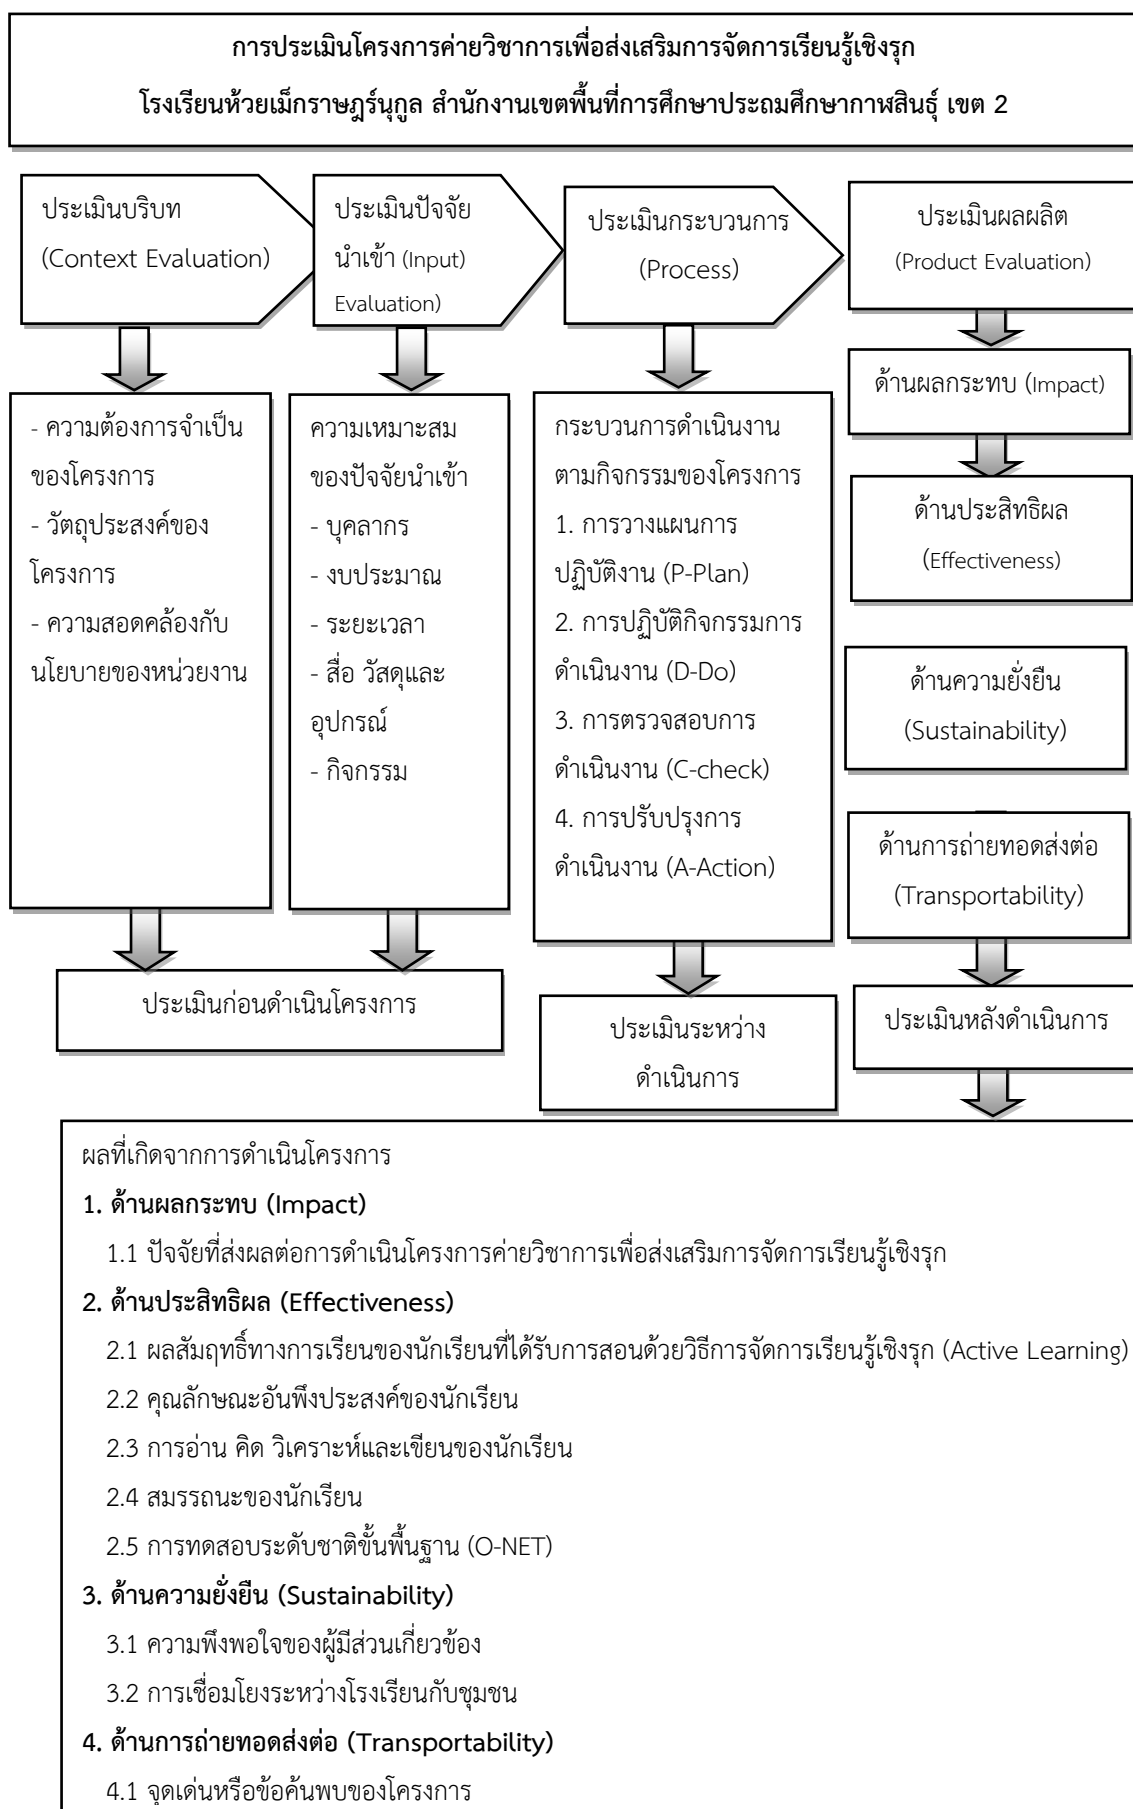 การประเมินโครงการค่ายวิชาการเพื่อส่งเสริมการจัดการเรียนรู้เชิงรุก
โรงเรียนห้วยเม็กราษฎร์นุกูล สำนักงานเขตพื้นที่การศึกษาประถมศึกษากาฬสินธุ์ เขต 2
ประเมินบริบท
(Context Evaluation)
ประเมินปัจจัย
นำเข้า (Input)
Evaluation)
ประเมินกระบวนการ
(Process)
ประเมินผลผลิต
(Product Evaluation)
- ความต้องการจำเป็น
ของโครงการ
- วัตถุประสงค์ของ
โครงการ
- ความสอดคล้องกับ
นโยบายของหน่วยงาน
ความเหมาะสม
ของปัจจัยนำเข้า
- บุคลากร
- งบประมาณ
- ระยะเวลา
- สื่อ วัสดุและ
อุปกรณ์
- กิจกรรม
กระบวนการดำเนินงาน
ตามกิจกรรมของโครงการ
1. การวางแผนการ
ปฏิบัติงาน (P-Plan)
2. การปฏิบัติกิจกรรมการ
ดำเนินงาน (D-Do)
3. การตรวจสอบการ
ดำเนินงาน (C-check)
4. การปรับปรุงการ
ดำเนินงาน (A-Action)
ด้านผลกระทบ (Impact)
ด้านประสิทธิผล
(Effectiveness)
ด้านความยั่งยืน
(Sustainability)
ด้านการถ่ายทอดส่งต่อ
(Transportability)
ประเมินก่อนดำเนินโครงการ
ประเมินระหว่าง
ดำเนินการ
ประเมินหลังดำเนินการ
ผลที่เกิดจากการดำเนินโครงการ
1. ด้านผลกระทบ (Impact)
1.1 ปัจจัยที่ส่งผลต่อการดำเนินโครงการค่ายวิชาการเพื่อส่งเสริมการจัดการเรียนรู้เชิงรุก
2. ด้านประสิทธิผล (Effectiveness)
2.1 ผลสัมฤทธิ์ทางการเรียนของนักเรียนที่ได้รับการสอนด้วยวิธีการจัดการเรียนรู้เชิงรุก (Active Learning)
2.2 คุณลักษณะอันพึงประสงค์ของนักเรียน
2.3 การอ่าน คิด วิเคราะห์และเขียนของนักเรียน
2.4 สมรรถนะของนักเรียน
2.5 การทดสอบระดับชาติขั้นพื้นฐาน (O-NET)
3. ด้านความยั่งยืน (Sustainability)
3.1 ความพึงพอใจของผู้มีส่วนเกี่ยวข้อง
3.2 การเชื่อมโยงระหว่างโรงเรียนกับชุมชน
4. ด้านการถ่ายทอดส่งต่อ (Transportability)
4.1 จุดเด่นหรือข้อค้นพบของโครงการ